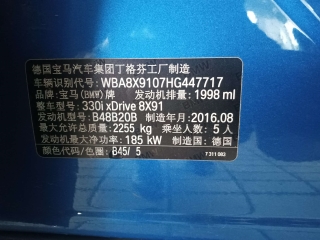 德国宝马汽车集团丁格芬工厂制造
车辆识别代号: WBA8X9107HG447717
品牌: 宝马(BMW)牌 发动机排量: 1998 ml
整车型号: 330i xDrive 8X91
发动机型号: B48B20B 制造年月: 2016.08
最大允许总质量: 2255 kg 乘坐人数: 5 人
发动机最大净功率: 185 kW 制造国: 德国
颜色代码/色圈: B45/ 5
7 311 083